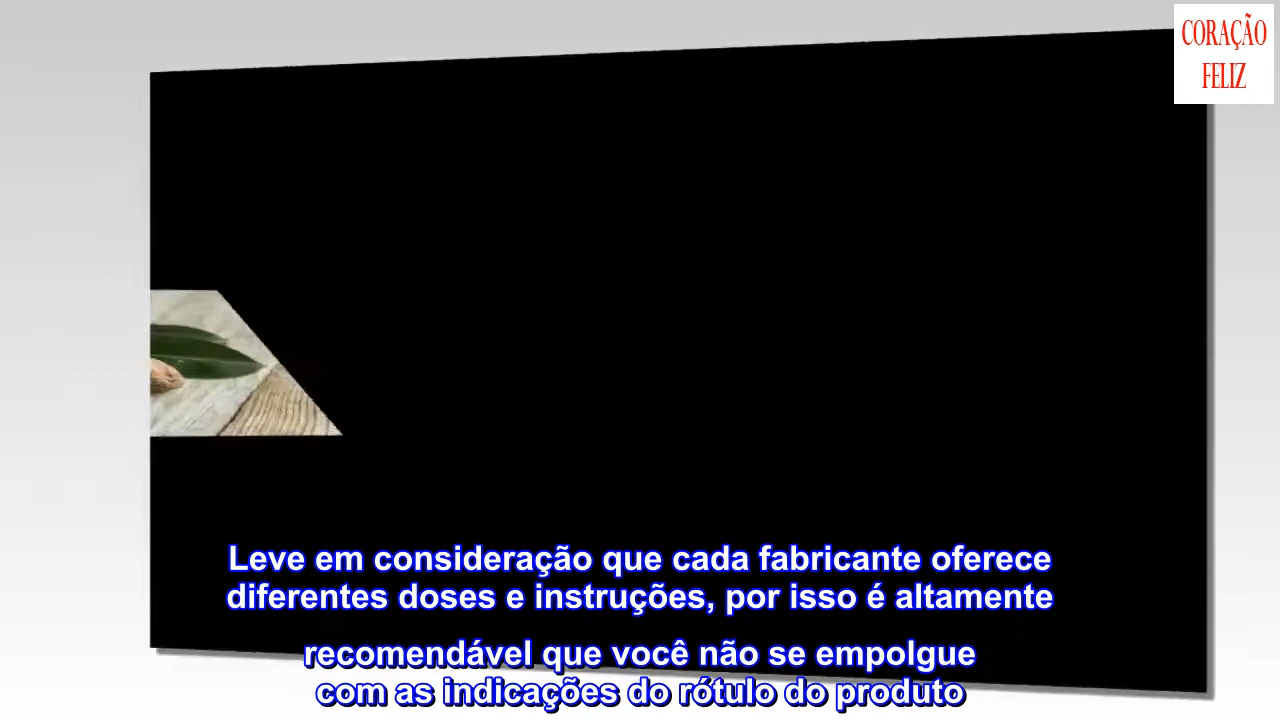 CORAÇÃO
FELIZ
Leve em consideração que cada fabricante oferece
diferentes doses e instruções, por isso é altamente
recomendável que você não se empolgue
com as indicações do rótulo do produto